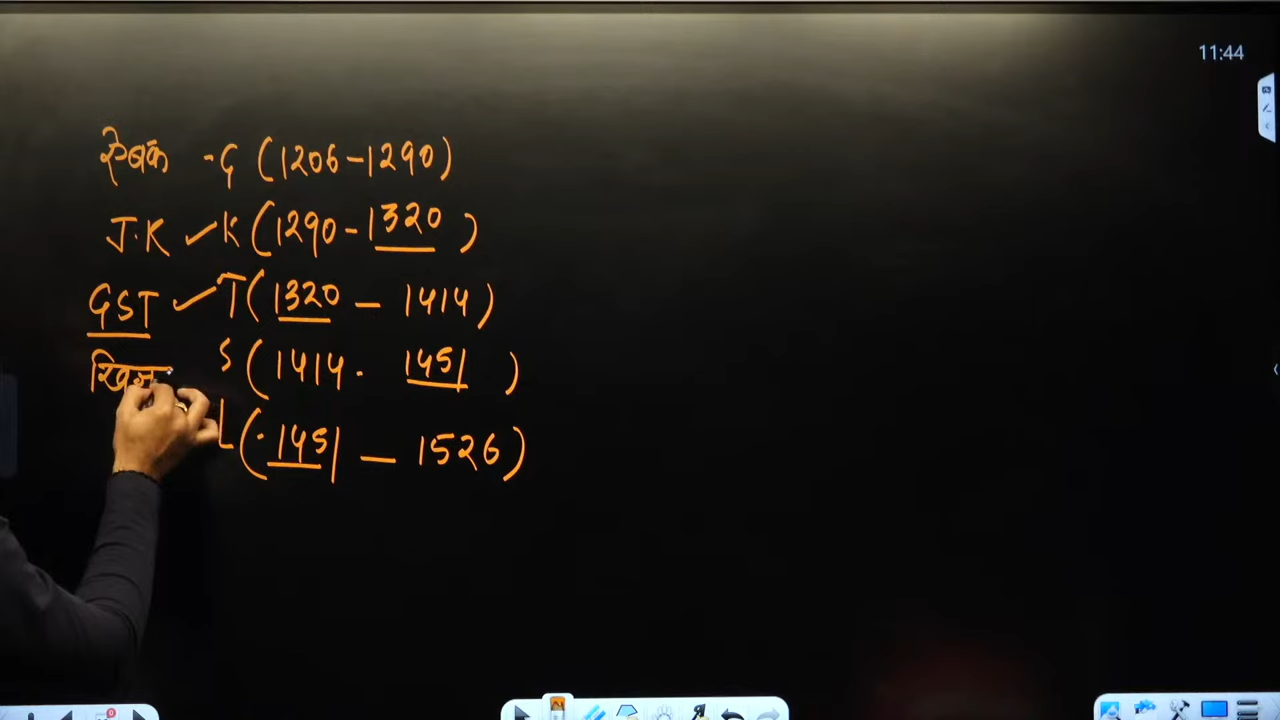 11:44
ऐबक -G (1206-1290)
J.K ✓ K (1290-1320)
GST ✓ T (1320 - 1414)
खिज्र S (1414 - 1451)
L (1451 - 1526)